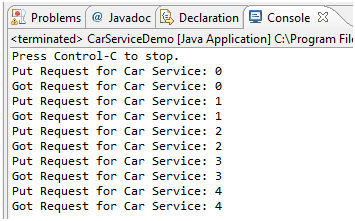 Problems @ Javadoc Declaration Console
<terminated> CarServiceDemo [Java Application] C:\Program File
Press Control-C to stop.
Put Request for Car Service: 0
Got Request for Car Service: 0
Put Request for Car Service: 1
Got Request for Car Service: 1
Put Request for Car Service: 2
Got Request for Car Service: 2
Put Request for Car Service: 3
Got Request for Car Service: 3
Put Request for Car Service: 4
Got Request for Car Service: 4